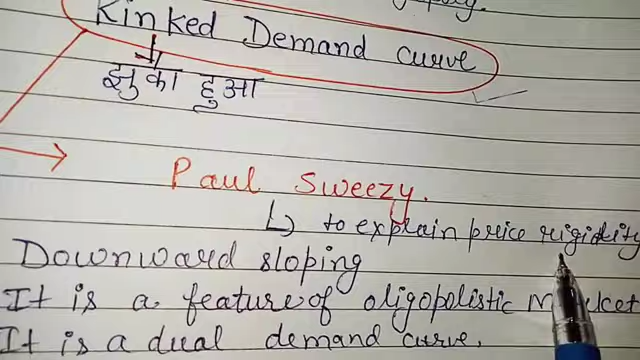 Kinked Demand curve
झुका हुआ
Paul Sweezy.
↳ to explain price rigidity
Downward sloping
It is a feature of oligopolistic market
It is a dual demand curve.